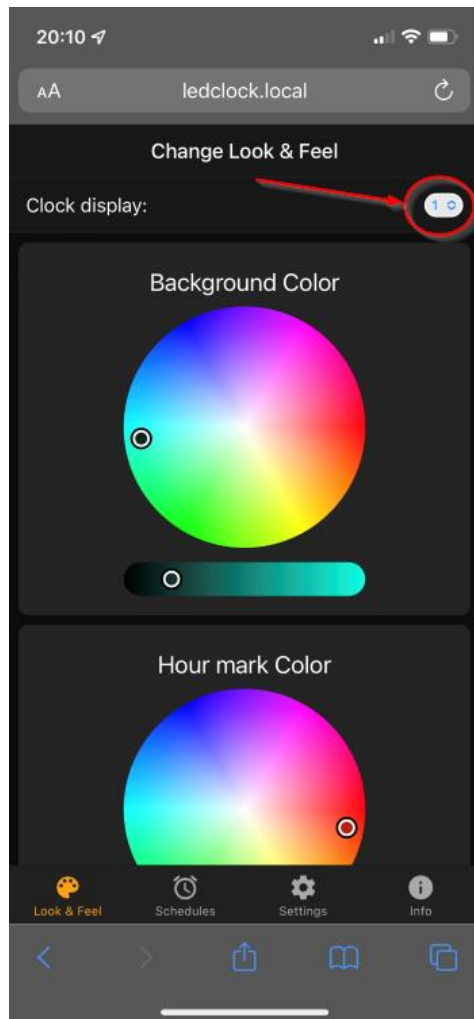 20:10
AA
ledclock.local
Change Look & Feel
Clock display:
1
Background Color
Hour mark Color
Look & Feel
Schedules
Settings
Info